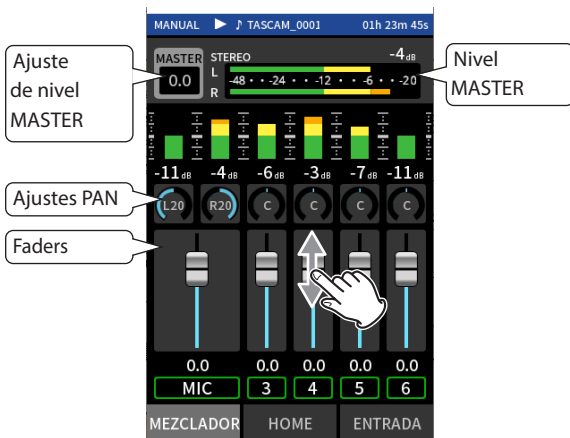 MANUAL ▶ ♪ TASCAM_0001 01h 23m 45s
Ajuste
de nivel
MASTER
MASTER
0.0
STEREO -4dB
L
-48 · · -24 · · · -12 · · -6 · · -20
R
Nivel
MASTER
-11dB -4dB -6dB -3dB -7dB -11dB
Ajustes PAN
L20 R20 C C C C
Faders
0.0 0.0 0.0 0.0 0.0
MIC 3 4 5 6
MEZCLADOR HOME ENTRADA